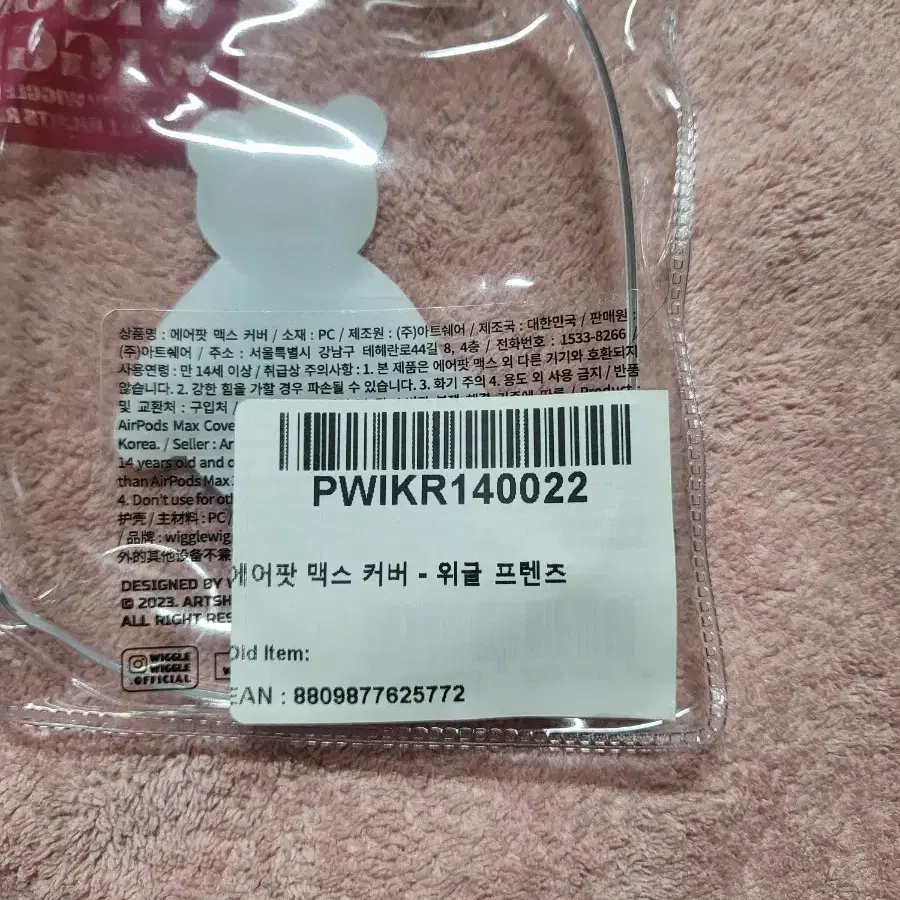 WIGG
WIGGLE
상품명 : 에어팟 맥스 커버 / 소재 : PC / 제조원 : (주)아트쉐어 / 제조국 : 대한민국 / 판매원 :
(주)아트쉐어 / 주소 : 서울특별시 강남구 테헤란로44길 8, 4층 / 전화번호 : 1533-8266 /
사용연령 : 만 14세 이상 / 취급상 주의사항 : 1. 본 제품은 에어팟 맥스 외 다른 기기와 호환되지
않습니다. 2. 강한 힘을 가할 경우 파손될 수 있습니다. 3. 화기 주의 4. 용도 외 사용 금지 / 반품
및 교환처 : 구입처 /
AirPods Max Cove
Korea. / Seller : Ar
14 years old and o
than AirPods Max
4. Don't use for oth
护壳 / 主材料 : PC /
/ 品牌 : wigglewig
外的其他设备不兼
DESIGNED BY W
© 2023. ARTSH
ALL RIGHT RES
WIGGLE
WIGGLE
.OFFICIAL
PWIKR140022
에어팟 맥스 커버 - 위글 프렌즈
Old Item:
EAN : 8809877625772